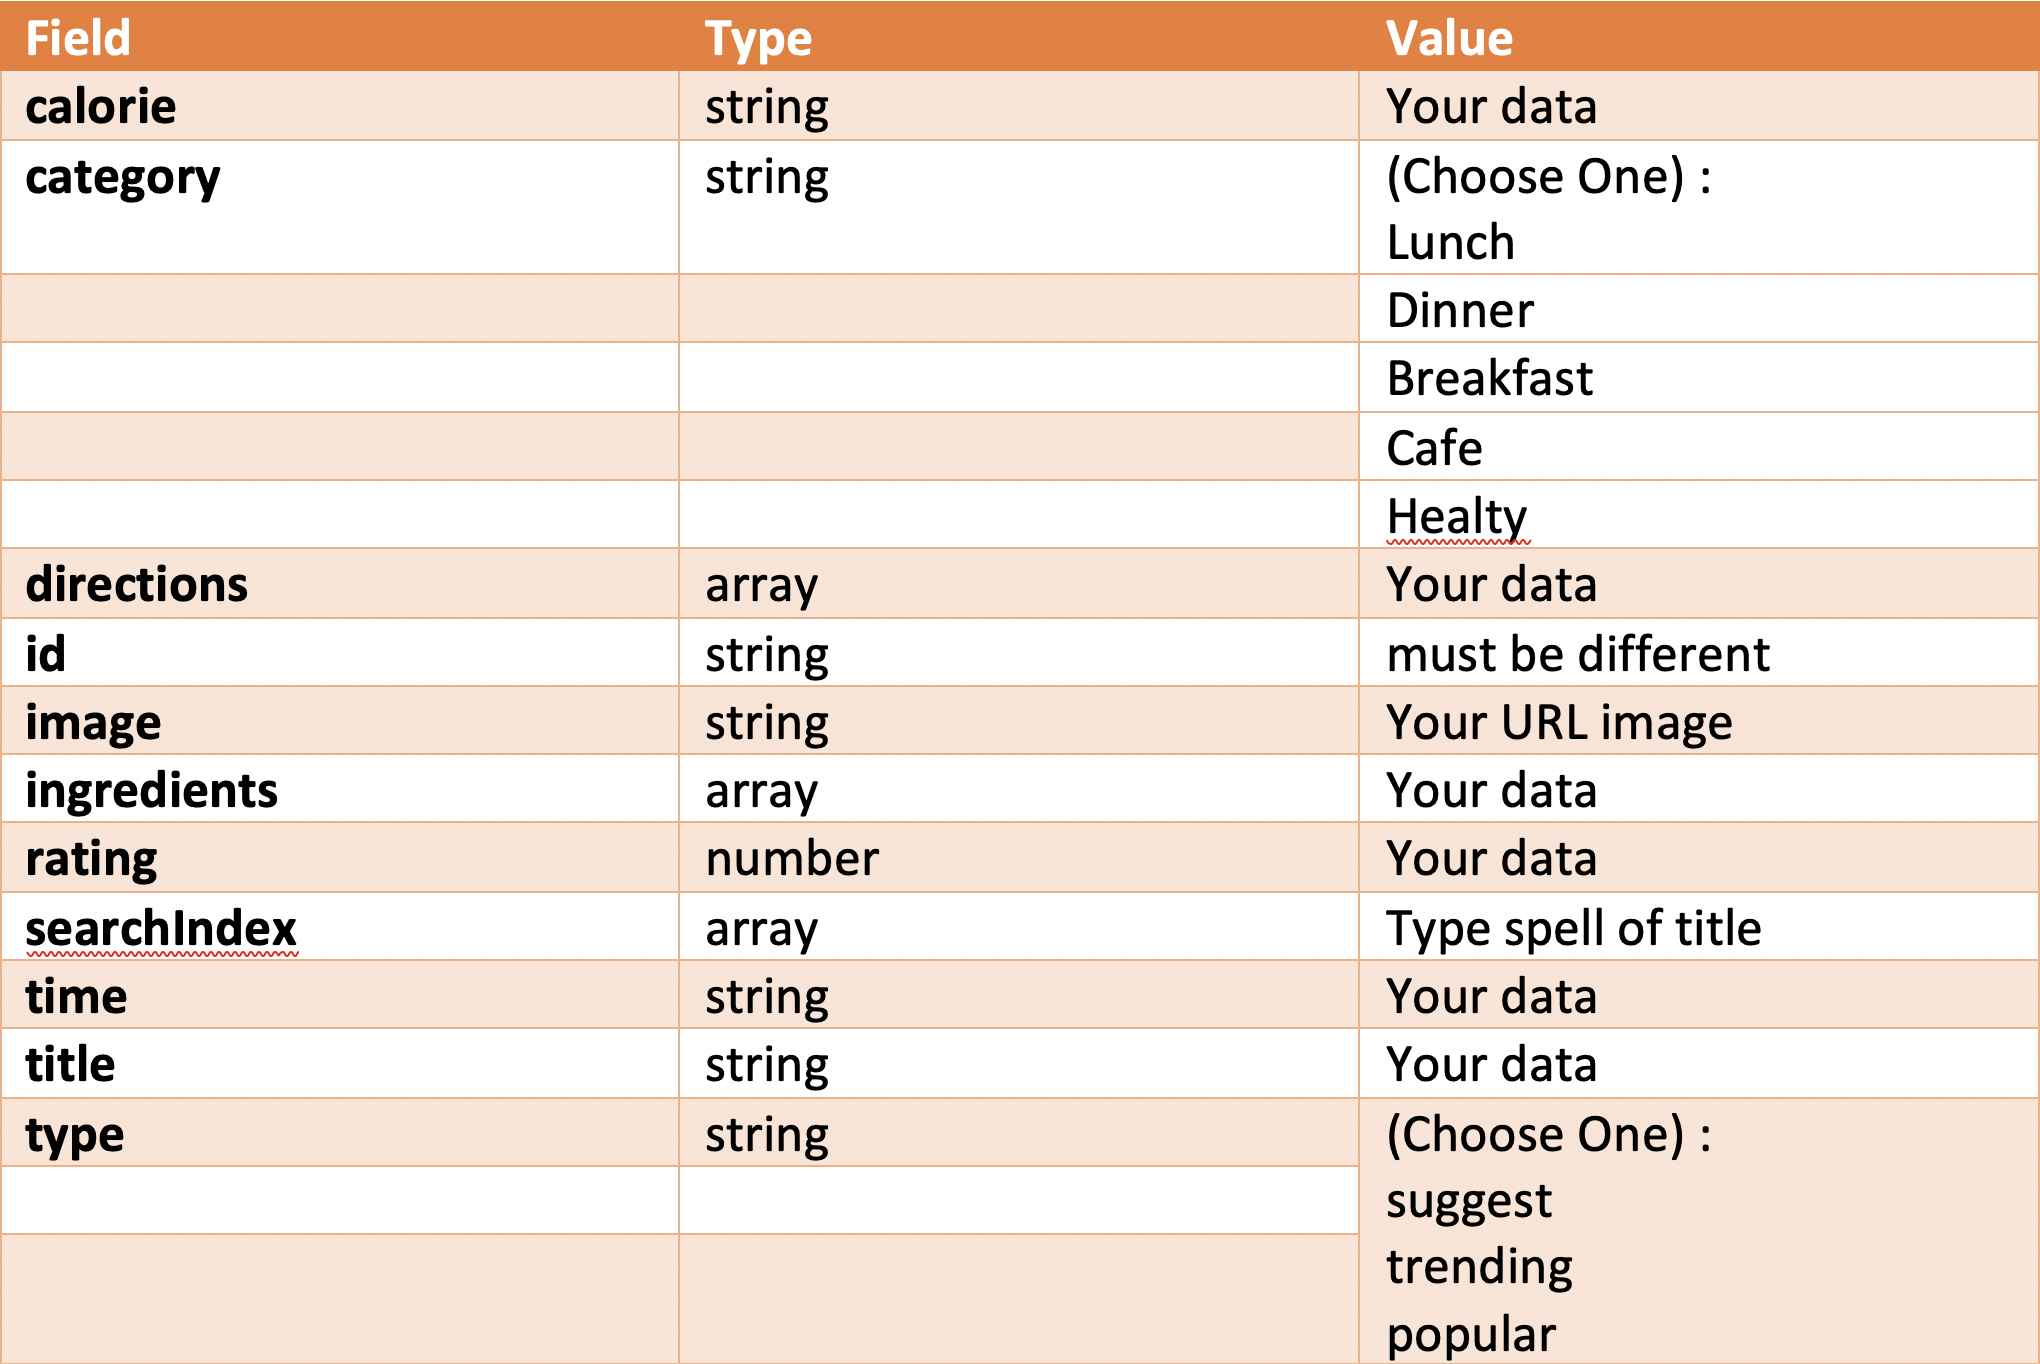 Field Type Value
calorie string Your data
category string (Choose One) :
Lunch
Dinner
Breakfast
Cafe
Healty
directions array Your data
id string must be different
image string Your URL image
ingredients array Your data
rating number Your data
searchIndex array Type spell of title
time string Your data
title string Your data
type string (Choose One) :
suggest
trending
popular